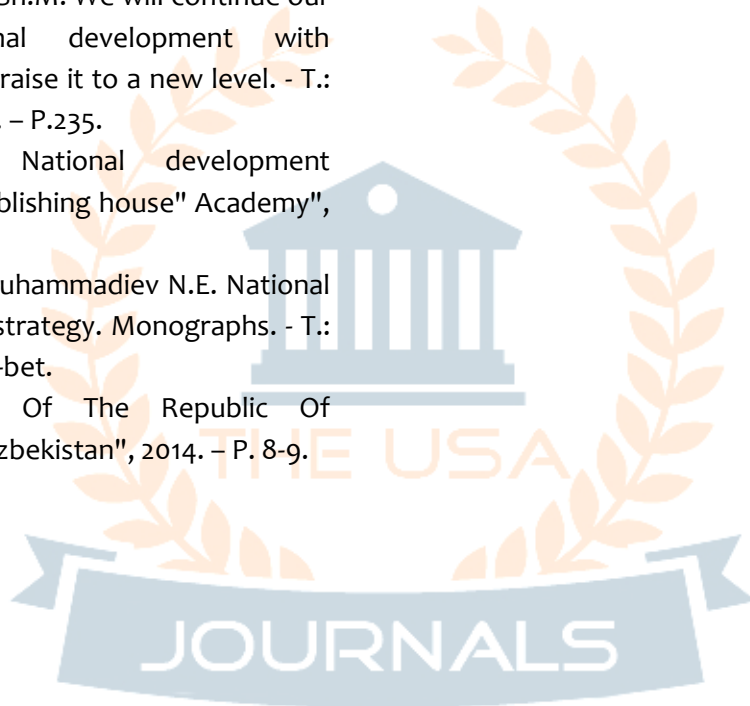 Sh.M. We will continue our
nal development with
raise it to a new level. - T.:
. – P.235.
National development
blishing house" Academy",
uhammadiev N.E. National
strategy. Monographs. - T.:
-bet.
Of The Republic Of
zbekistan", 2014. – P. 8-9.
THE USA
JOURNALS